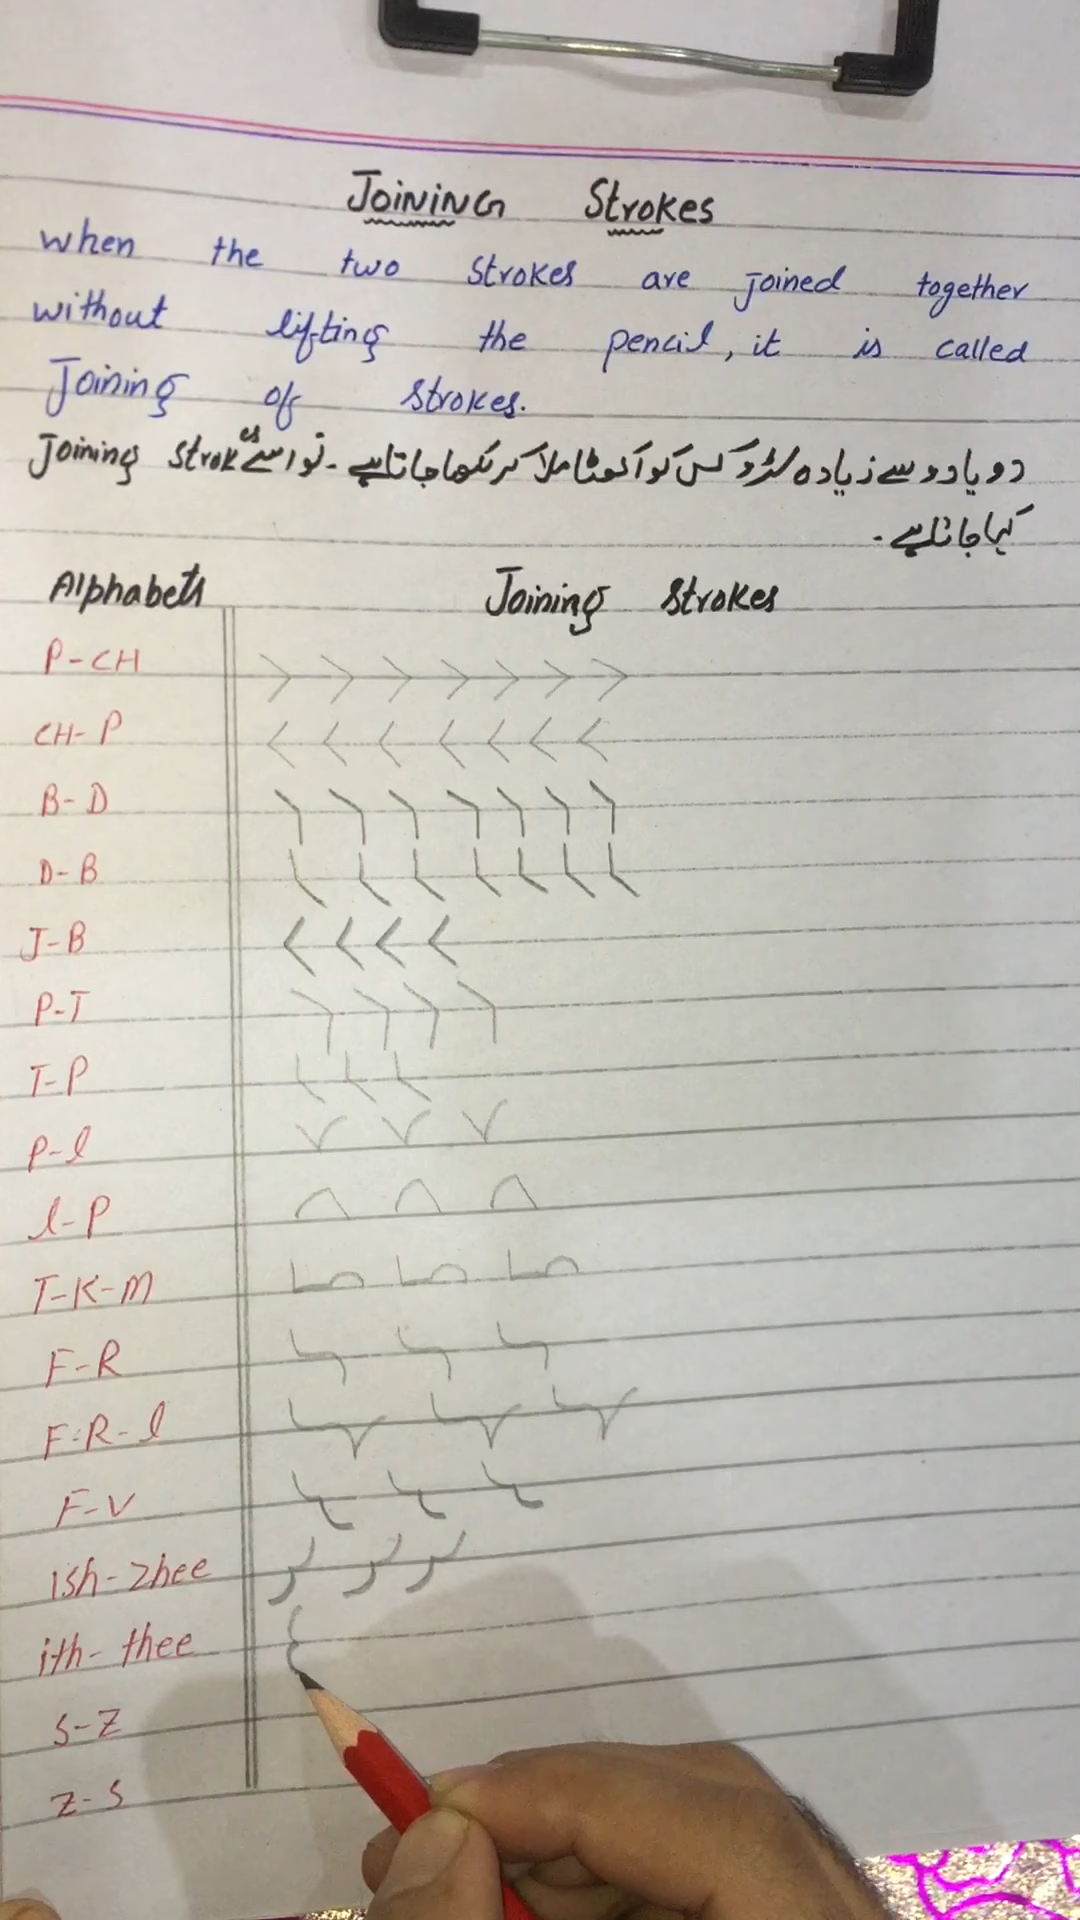 Joining Strokes
when the two strokes are joined together
without lifting the pencil, it is called
Joining of strokes.
دو یا دو سے زیادہ سٹروکس کو اکھٹا ملا کر لکھا جاتا ہے۔ تو اسے Joining strokes
کہا جاتا ہے۔
Alphabets Joining strokes
P-CH
CH-P
B-D
D-B
J-B
P-T
T-P
P-l
l-P
T-K-M
F-R
F-R-l
F-V
ish-zhee
ith-thee
S-Z
Z-S